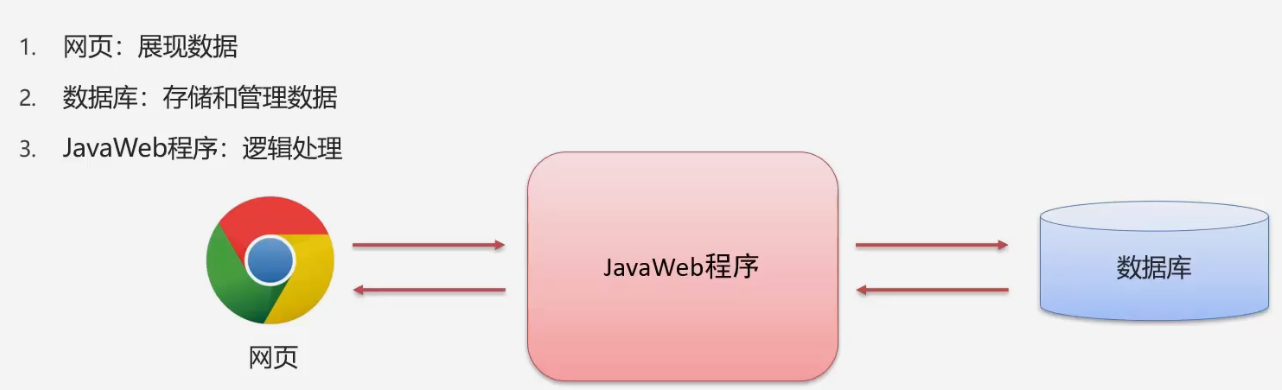 1. 网页：展现数据
2. 数据库：存储和管理数据
3. JavaWeb程序：逻辑处理
JavaWeb程序
数据库
网页